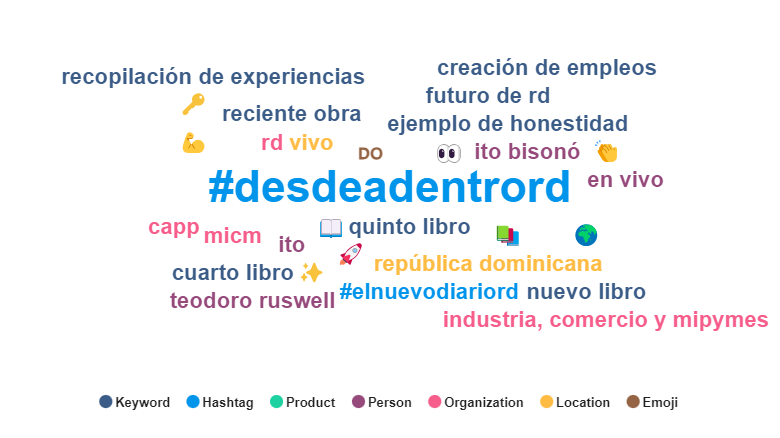 recopilación de experiencias
creación de empleos
futuro de rd
reciente obra
ejemplo de honestidad
rd vivo
DO
ito bisonó
#desdeadentrord
en vivo
capp
micm
ito
quinto libro
cuarto libro
república dominicana
teodoro ruswell
#elnuevodiariord
nuevo libro
industria, comercio y mipymes
Keyword Hashtag Product Person Organization Location Emoji